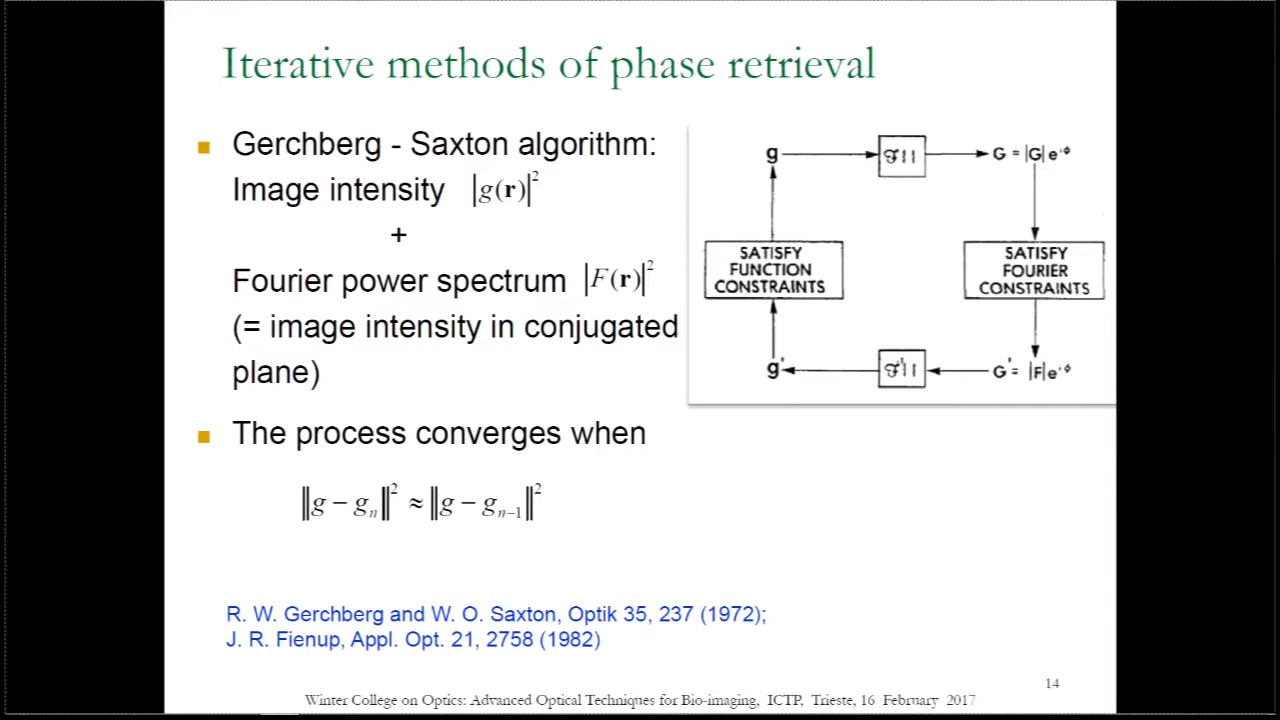 Iterative methods of phase retrieval
Gerchberg - Saxton algorithm:
Image intensity |g(r)|²
+
Fourier power spectrum |F(r)|²
(= image intensity in conjugated
plane)
The process converges when
‖g − gₙ‖² ≈ ‖g − gₙ₋₁‖²
g
ℱ{ }
G = |G| e^{iφ}
SATISFY
FUNCTION
CONSTRAINTS
SATISFY
FOURIER
CONSTRAINTS
g'
ℱ⁻¹{ }
G' = |F| e^{iφ}
R. W. Gerchberg and W. O. Saxton, Optik 35, 237 (1972);
J. R. Fienup, Appl. Opt. 21, 2758 (1982)
14
Winter College on Optics: Advanced Optical Techniques for Bio-imaging, ICTP, Trieste, 16 February 2017